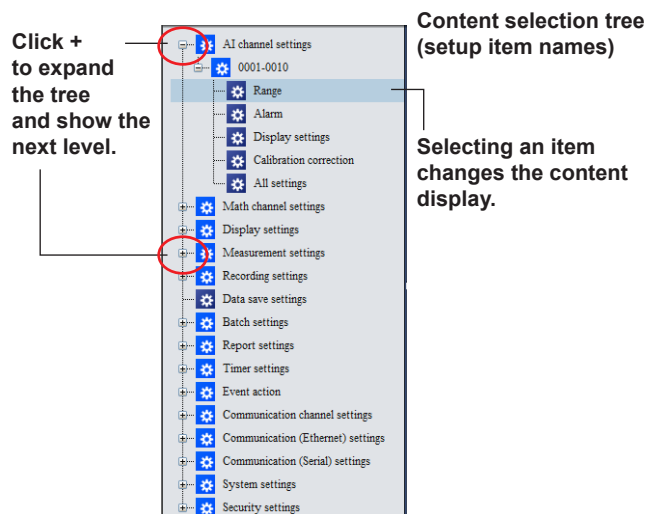 Content selection tree
(setup item names)
Click +
to expand
the tree
and show the
next level.
AI channel settings
0001-0010
Range
Alarm
Display settings
Calibration correction
All settings
Selecting an item
changes the content
display.
Math channel settings
Display settings
Measurement settings
Recording settings
Data save settings
Batch settings
Report settings
Timer settings
Event action
Communication channel settings
Communication (Ethernet) settings
Communication (Serial) settings
System settings
Security settings